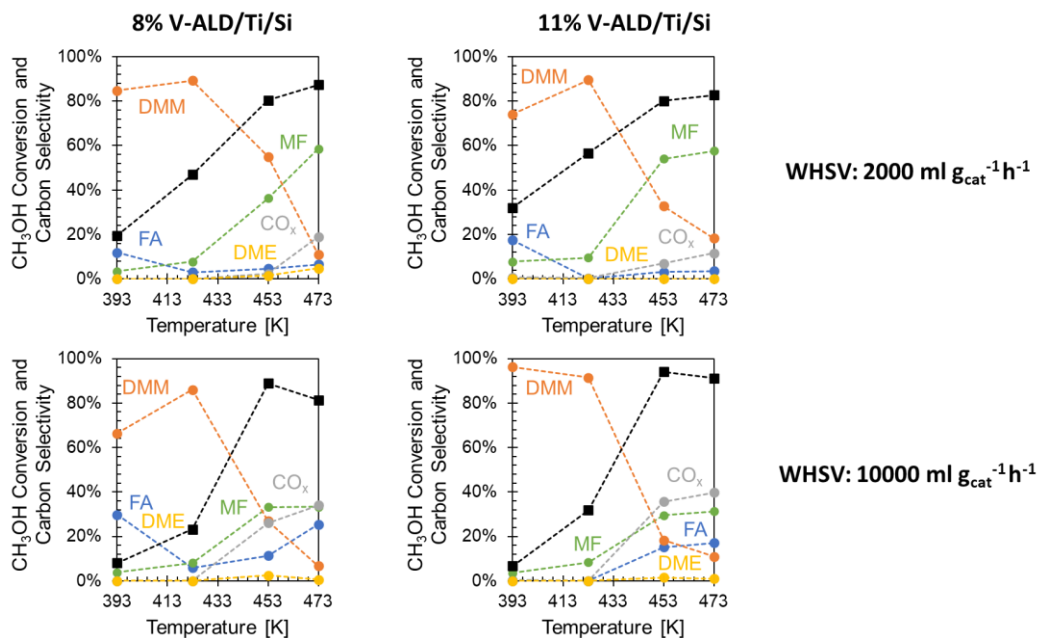 8% V-ALD/Ti/Si
11% V-ALD/Ti/Si
CH₃OH Conversion and
Carbon Selectivity
100%
80%
60%
40%
20%
0%
DMM
MF
FA
COₓ
DME
393 413 433 453 473
Temperature [K]
CH₃OH Conversion and
Carbon Selectivity
100%
80%
60%
40%
20%
0%
DMM
MF
FA
COₓ
DME
393 413 433 453 473
Temperature [K]
WHSV: 2000 ml g_cat⁻¹h⁻¹
CH₃OH Conversion and
Carbon Selectivity
100%
80%
60%
40%
20%
0%
DMM
COₓ
FA
DME
MF
393 413 433 453 473
Temperature [K]
CH₃OH Conversion and
Carbon Selectivity
100%
80%
60%
40%
20%
0%
DMM
COₓ
MF
FA
DME
393 413 433 453 473
Temperature [K]
WHSV: 10000 ml g_cat⁻¹h⁻¹